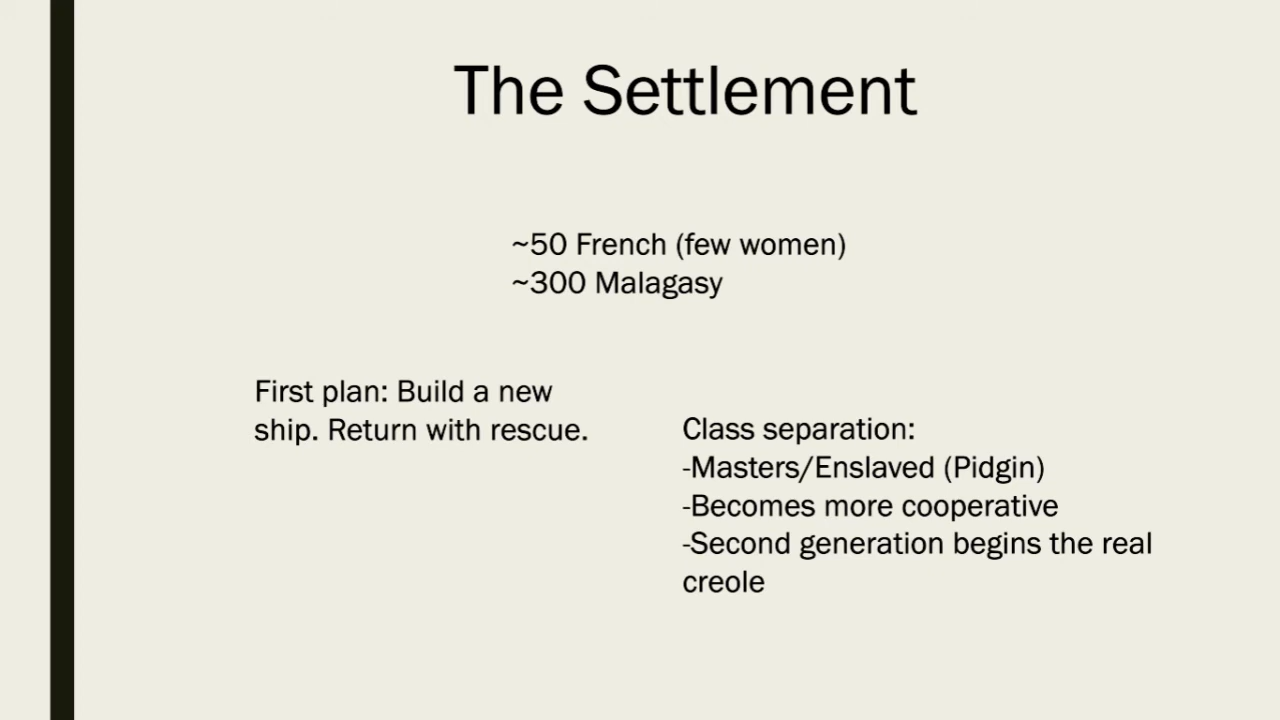 The Settlement
~50 French (few women)
~300 Malagasy
First plan: Build a new
ship. Return with rescue.
Class separation:
-Masters/Enslaved (Pidgin)
-Becomes more cooperative
-Second generation begins the real
creole